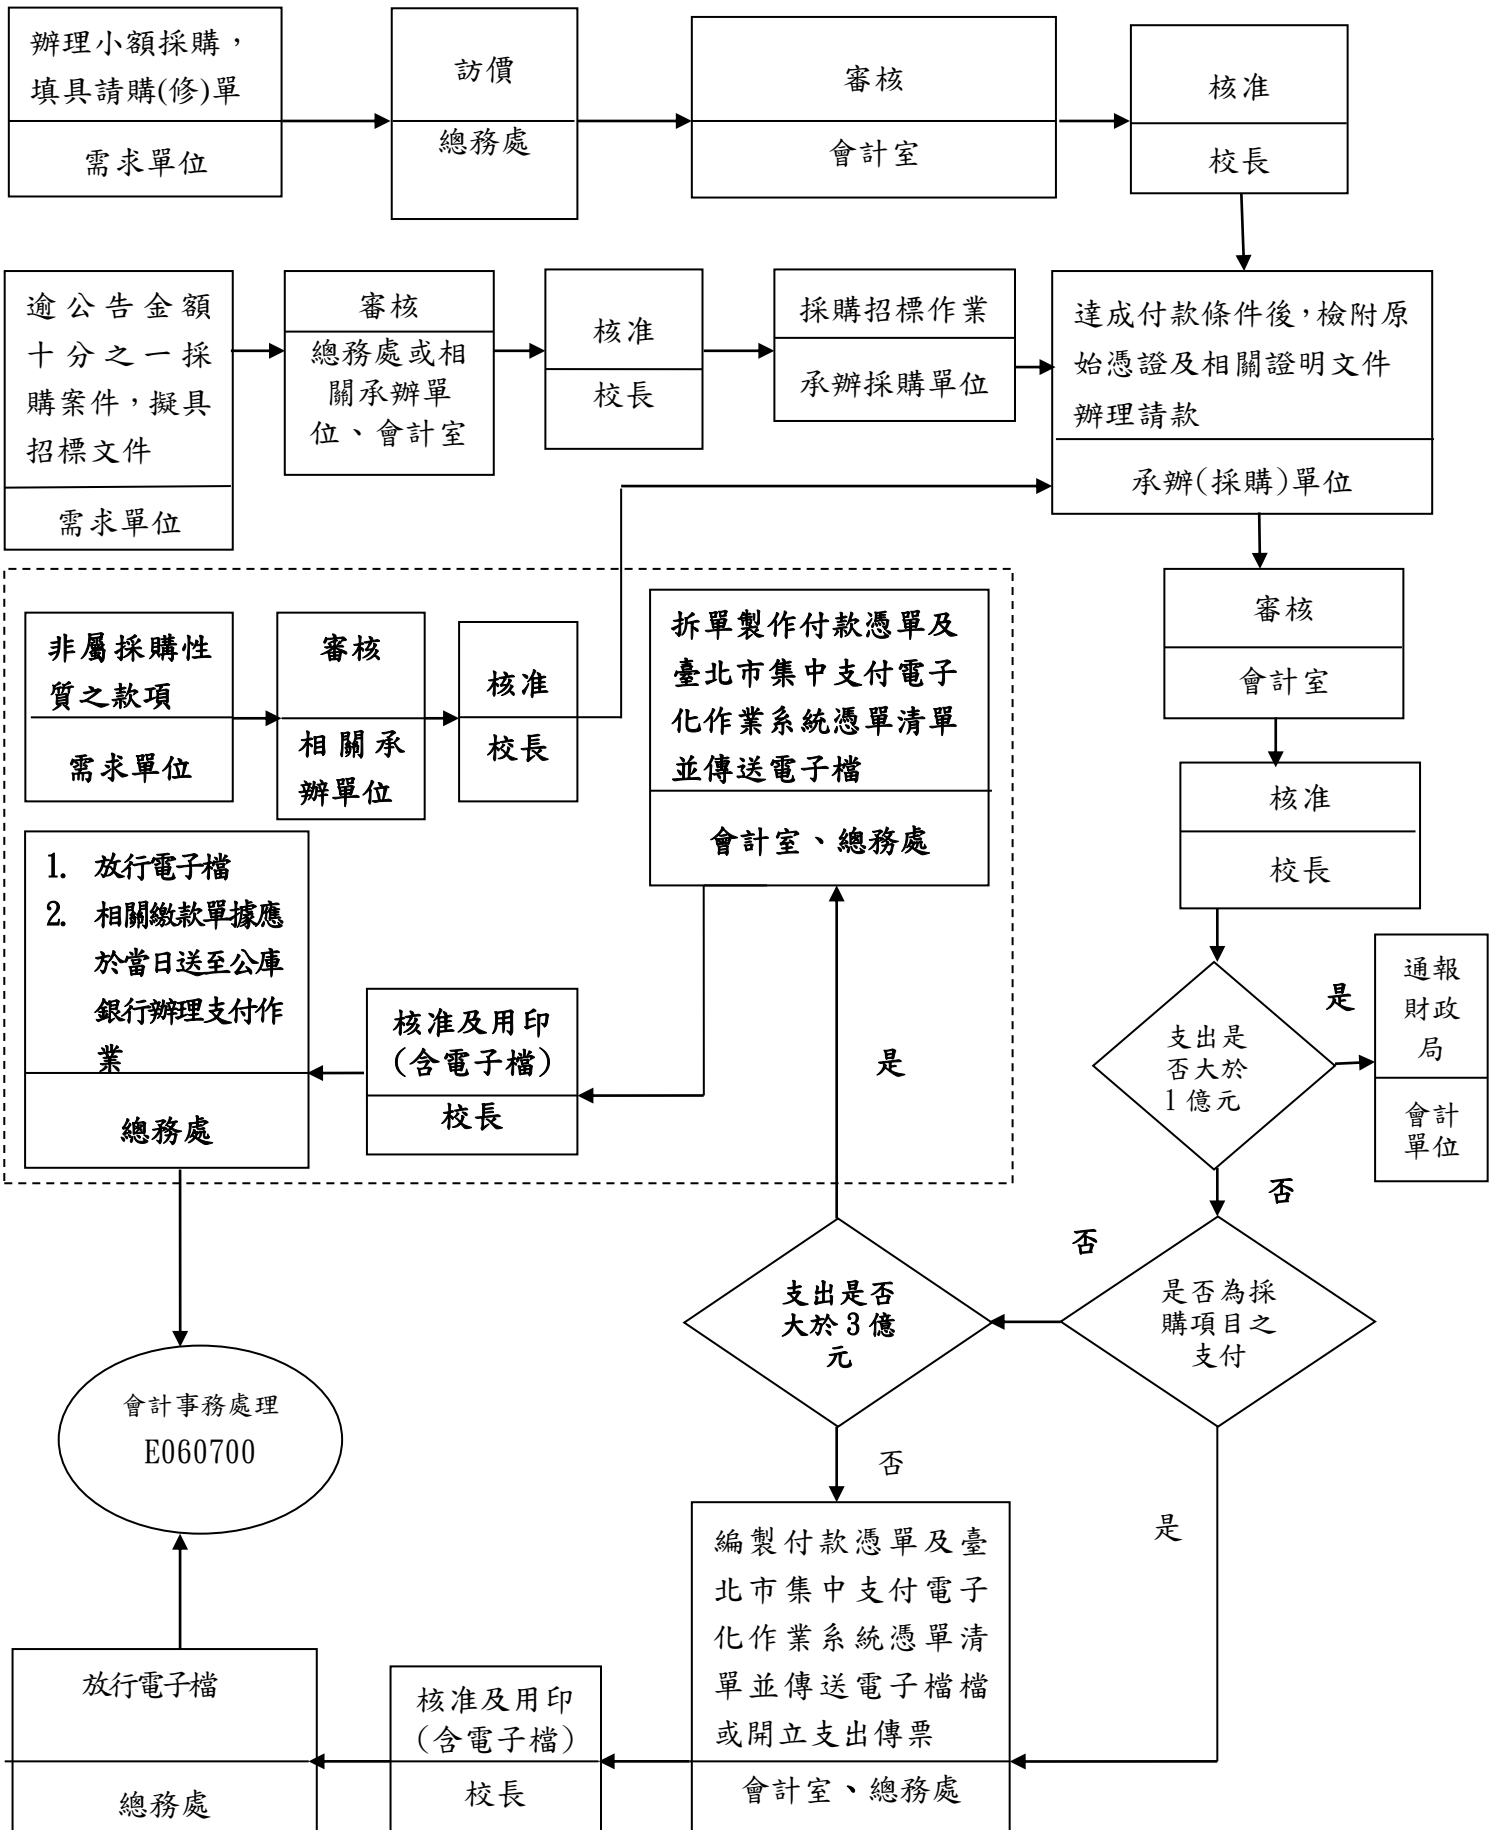 辦理小額採購，
填具請購(修)單
需求單位
訪價
總務處
審核
會計室
核准
校長
逾公告金額
十分之一採
購案件，擬具
招標文件
需求單位
審核
總務處或相
關承辦單
位、會計室
核准
校長
採購招標作業
承辦採購單位
達成付款條件後，檢附原
始憑證及相關證明文件
辦理請款
承辦(採購)單位
非屬採購性
質之款項
需求單位
審核
相關承
辦單位
核准
校長
拆單製作付款憑單及
臺北市集中支付電子
化作業系統憑單清單
並傳送電子檔
會計室、總務處
審核
會計室
核准
校長
1. 放行電子檔
2. 相關繳款單據應
於當日送至公庫
銀行辦理支付作
業
總務處
核准及用印
(含電子檔)
校長
是
支出是
否大於
1億元
是
通報
財政
局
會計
單位
否
否
支出是否
大於3億
元
是否為採
購項目之
支付
會計事務處理
E060700
否
是
編製付款憑單及臺
北市集中支付電子
化作業系統憑單清
單並傳送電子檔檔
或開立支出傳票
會計室、總務處
核准及用印
(含電子檔)
校長
放行電子檔
總務處